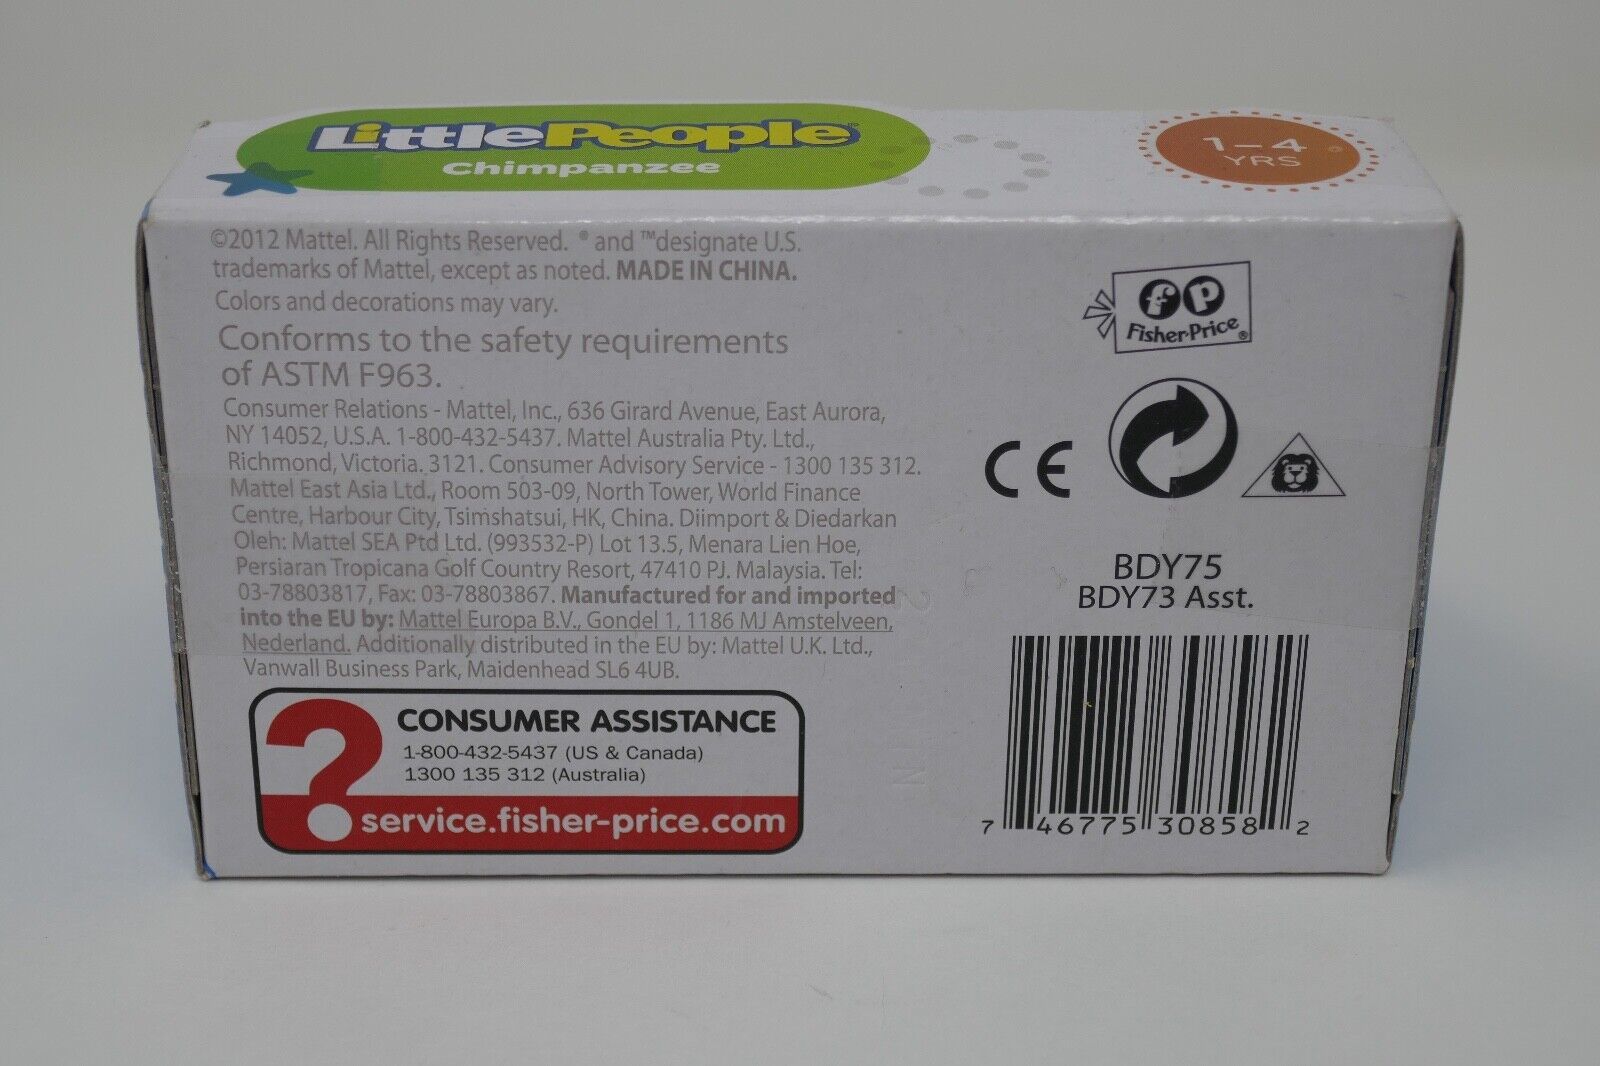 LittlePeople
Chimpanzee
1–4
YRS
©2012 Mattel. All Rights Reserved. ® and ™designate U.S.
trademarks of Mattel, except as noted. MADE IN CHINA.
Colors and decorations may vary.
Conforms to the safety requirements
of ASTM F963.
Consumer Relations - Mattel, Inc., 636 Girard Avenue, East Aurora,
NY 14052, U.S.A. 1-800-432-5437. Mattel Australia Pty. Ltd.,
Richmond, Victoria. 3121. Consumer Advisory Service - 1300 135 312.
Mattel East Asia Ltd., Room 503-09, North Tower, World Finance
Centre, Harbour City, Tsimshatsui, HK, China. Diimport & Diedarkan
Oleh: Mattel SEA Ptd Ltd. (993532-P) Lot 13.5, Menara Lien Hoe,
Persiaran Tropicana Golf Country Resort, 47410 PJ. Malaysia. Tel:
03-78803817, Fax: 03-78803867. Manufactured for and imported
into the EU by: Mattel Europa B.V., Gondel 1, 1186 MJ Amstelveen,
Nederland. Additionally distributed in the EU by: Mattel U.K. Ltd.,
Vanwall Business Park, Maidenhead SL6 4UB.
?
CONSUMER ASSISTANCE
1-800-432-5437 (US & Canada)
1300 135 312 (Australia)
service.fisher-price.com
fp
Fisher-Price®
CE
BDY75
BDY73 Asst.
7 46775 30858 2